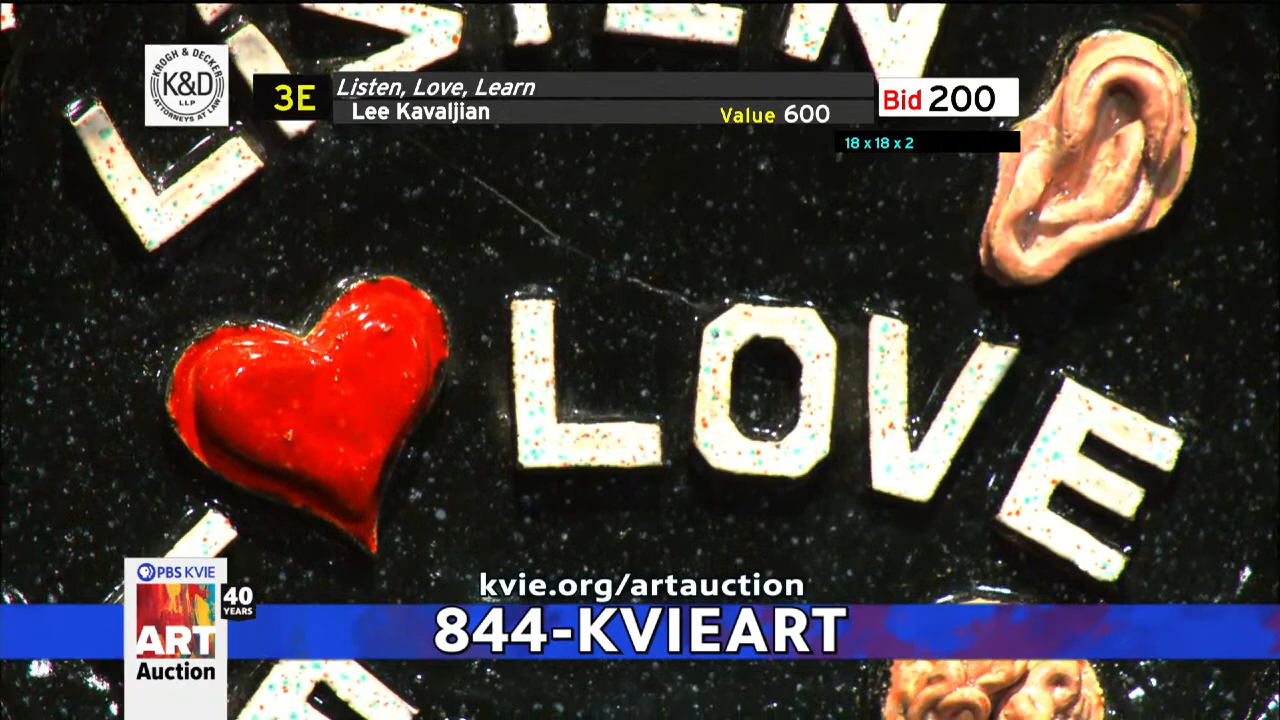 LISTEN
KROGH & DECKER
K&D
LLP
ATTORNEYS AT LAW
3E
Listen, Love, Learn
Lee Kavaljian
Value 600
Bid 200
18 x 18 x 2
LOVE
PBS KVIE
ART
Auction
40
YEARS
kvie.org/artauction
844-KVIEART